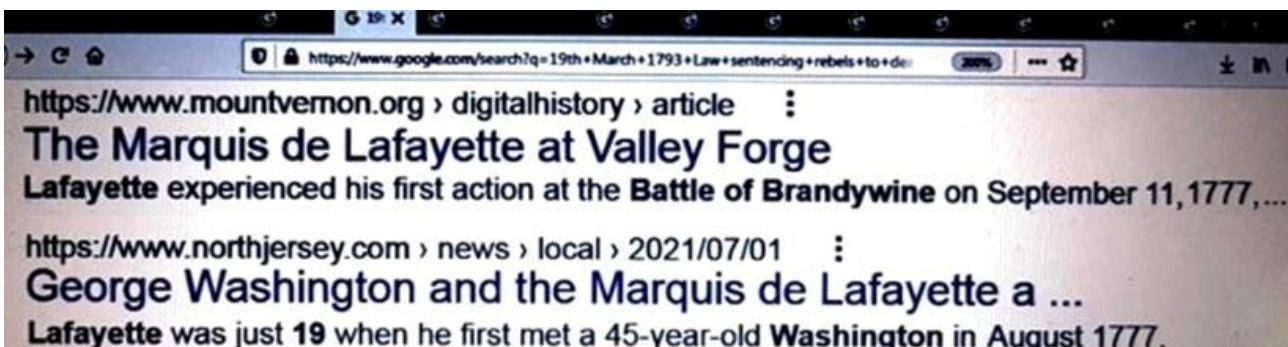 G 19t X
https://www.google.com/search?q=19th+March+1793+Law+sentencing+rebels+to+de
200%
https://www.mountvernon.org › digitalhistory › article
The Marquis de Lafayette at Valley Forge
Lafayette experienced his first action at the Battle of Brandywine on September 11, 1777,...
https://www.northjersey.com › news › local › 2021/07/01
George Washington and the Marquis de Lafayette a ...
Lafayette was just 19 when he first met a 45-year-old Washington in August 1777.